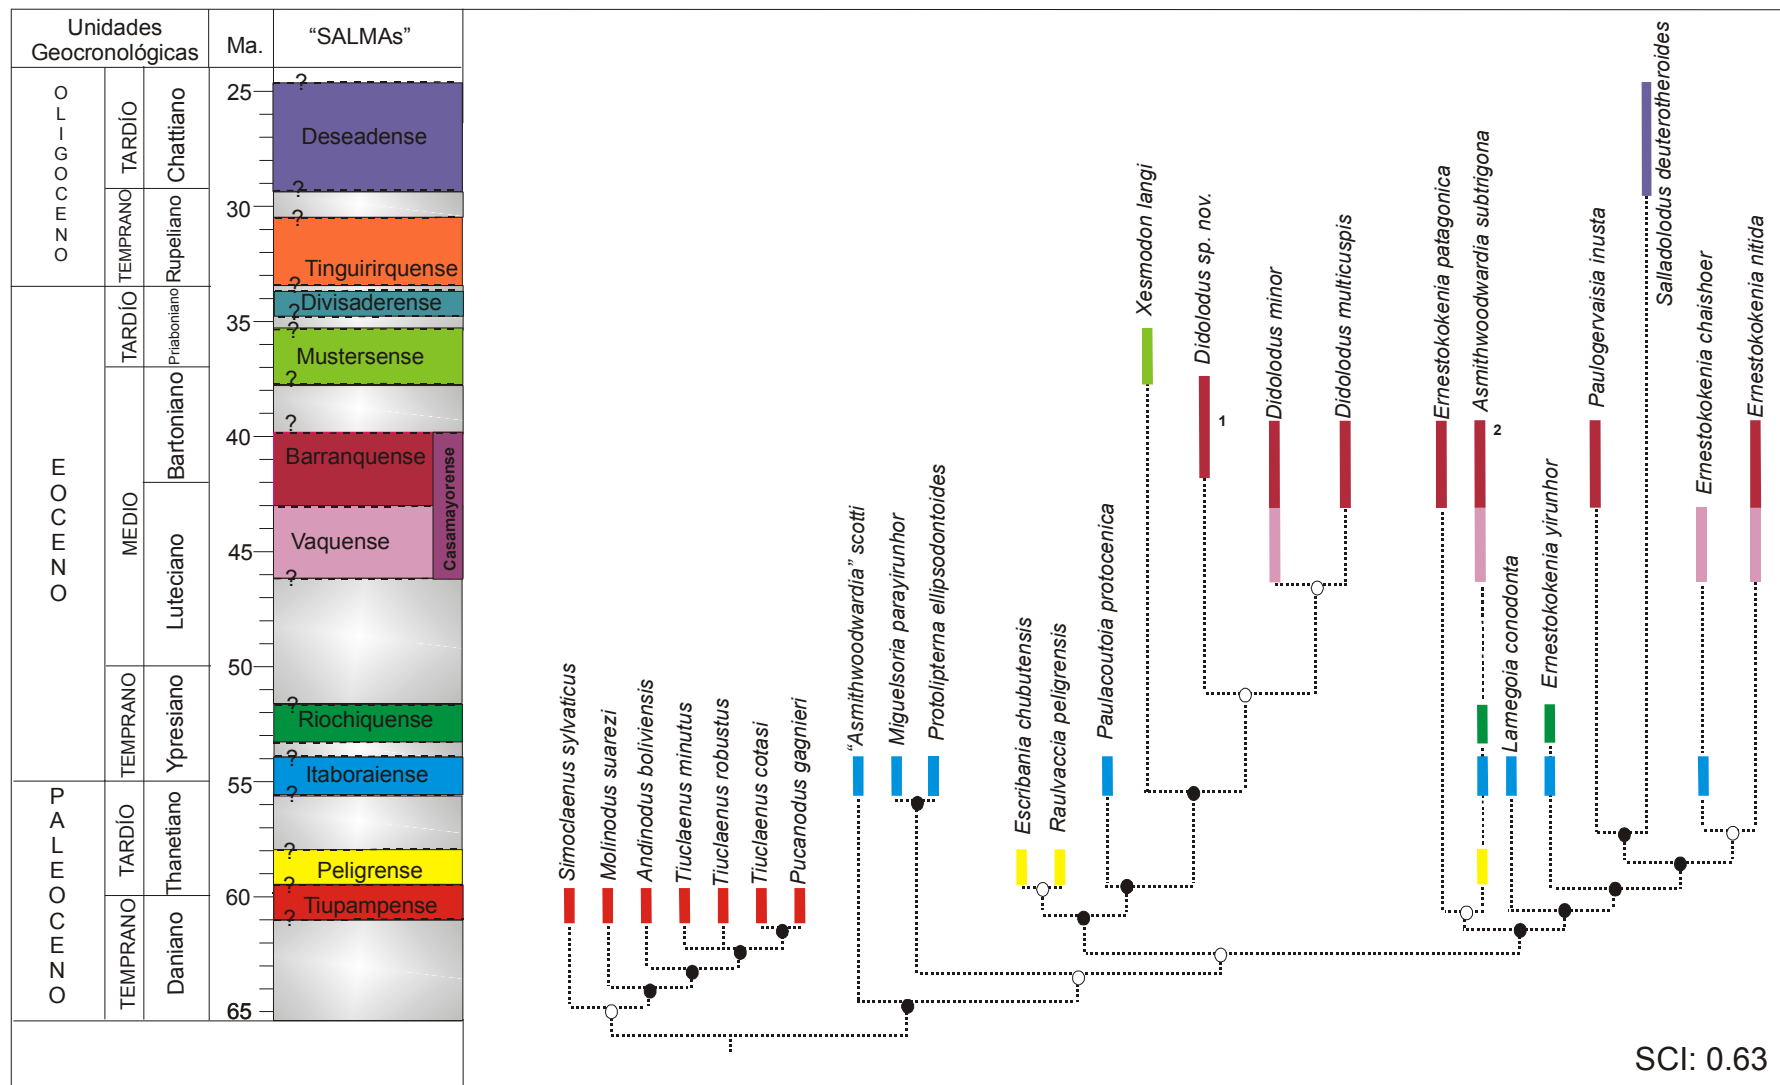 Unidades
Geocronológicas
Ma.
“SALMAs”
OLIGOCENO
EOCENO
PALEOCENO
TARDÍO
TEMPRANO
TARDÍO
MEDIO
TEMPRANO
TARDÍO
TEMPRANO
Chattiano
Rupeliano
Priaboniano
Bartoniano
Luteciano
Ypresiano
Thanetiano
Daniano
25
30
35
40
45
50
55
60
65
?
Deseadense
?
?
Tinguirirquense
?
Divisaderense
?
?
Mustersense
?
?
Barranquense
Vaquense
Casamayorense
?
?
Riochiquense
?
Itaboraiense
?
?
Peligrense
?
Tiupampense
?
Simoclaenus sylvaticus
Molinodus suarezi
Andinodus boliviensis
Tiuclaenus minutus
Tiuclaenus robustus
Tiuclaenus cotasi
Pucanodus gagnieri
“Asmithwoodwardia” scotti
Miguelsoria parayirunhor
Protolipterna ellipsodontoides
Escribania chubutensis
Raulvaccia peligrensis
Paulacoutoia protocenica
Xesmodon langi
Didolodus sp. nov.
1
Didolodus minor
Didolodus multicuspis
Ernestokokenia patagonica
Asmithwoodwardia subtrigona
2
Lamegoia conodonta
Ernestokokenia yirunhor
Paulogervaisia inusta
Salladolodus deuterotheroides
Ernestokokenia chaishoer
Ernestokokenia nitida
SCI: 0.63